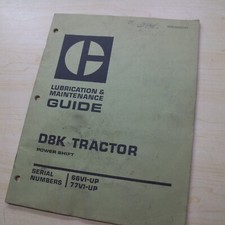 LUBRICATION &
MAINTENANCE
GUIDE
D8K TRACTOR
POWER SHIFT
SERIAL NUMBERS
66V1-UP
77V1-UP